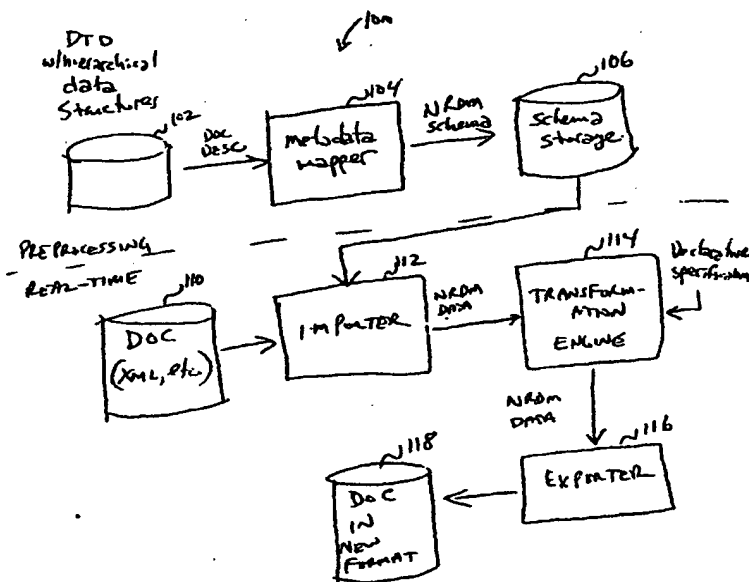 100
DTD
w/hierarchical
data
structures
102
DOC
DESC
104
metadata
mapper
NRDM
schema
106
schema
storage
PREPROCESSING
REAL-TIME
110
DOC
(XML, etc.)
112
IMPORTER
NRDM
DATA
114
TRANSFORM-
ATION
ENGINE
Declarative
specification
NRDM
DATA
116
EXPORTER
118
DOC
IN
NEW
FORMAT